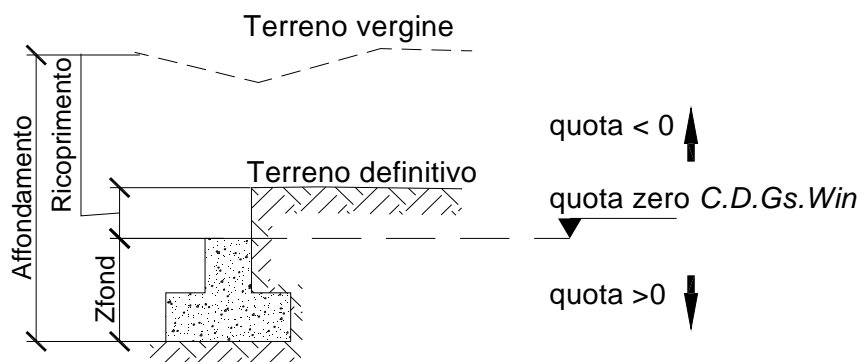 Terreno vergine
Affondamento
Ricoprimento
quota < 0
Terreno definitivo
quota zero C.D.Gs.Win
Zfond
quota >0